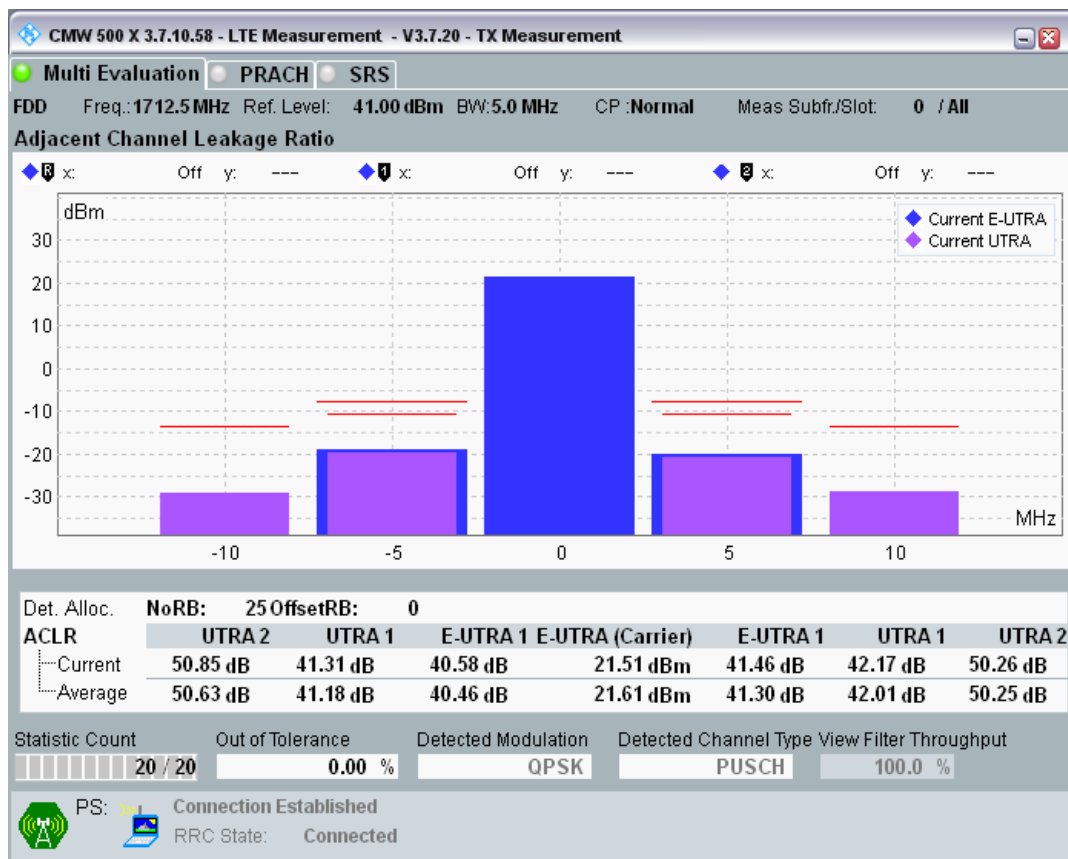 CMW 500 X 3.7.10.58 - LTE Measurement - V3.7.20 - TX Measurement
Multi Evaluation PRACH SRS
FDD Freq.: 1712.5 MHz Ref. Level: 41.00 dBm BW: 5.0 MHz CP : Normal Meas Subfr./Slot: 0 / All
Adjacent Channel Leakage Ratio
R x: Off y: --- 1 x: Off y: --- 2 x: Off y: ---
dBm
Current E-UTRA
Current UTRA
30
20
10
0
-10
-20
-30
MHz
-10 -5 0 5 10
Det. Alloc. NoRB: 25 OffsetRB: 0
ACLR UTRA 2 UTRA 1 E-UTRA 1 E-UTRA (Carrier) E-UTRA 1 UTRA 1 UTRA 2
Current 50.85 dB 41.31 dB 40.58 dB 21.51 dBm 41.46 dB 42.17 dB 50.26 dB
Average 50.63 dB 41.18 dB 40.46 dB 21.61 dBm 41.30 dB 42.01 dB 50.25 dB
Statistic Count Out of Tolerance Detected Modulation Detected Channel Type View Filter Throughput
20 / 20 0.00 % QPSK PUSCH 100.0 %
PS: Connection Established
RRC State: Connected